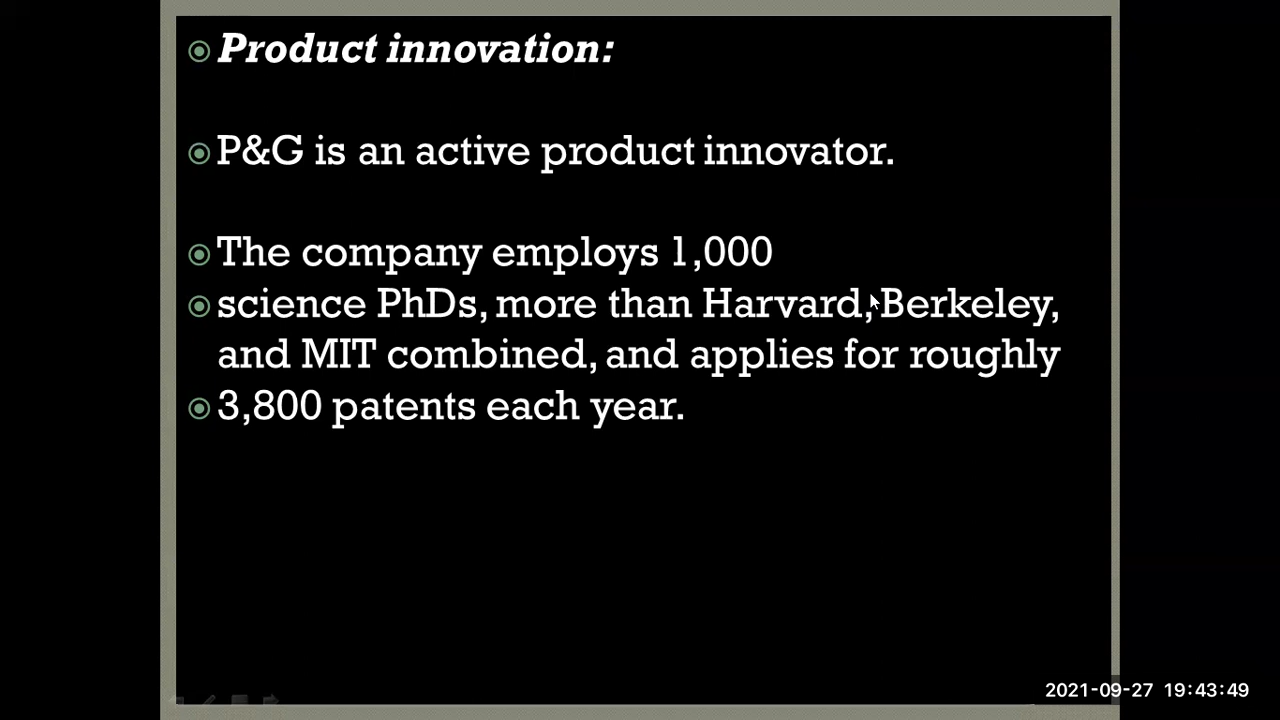 Product innovation:
P&G is an active product innovator.
The company employs 1,000
science PhDs, more than Harvard, Berkeley,
and MIT combined, and applies for roughly
3,800 patents each year.
2021-09-27 19:43:49